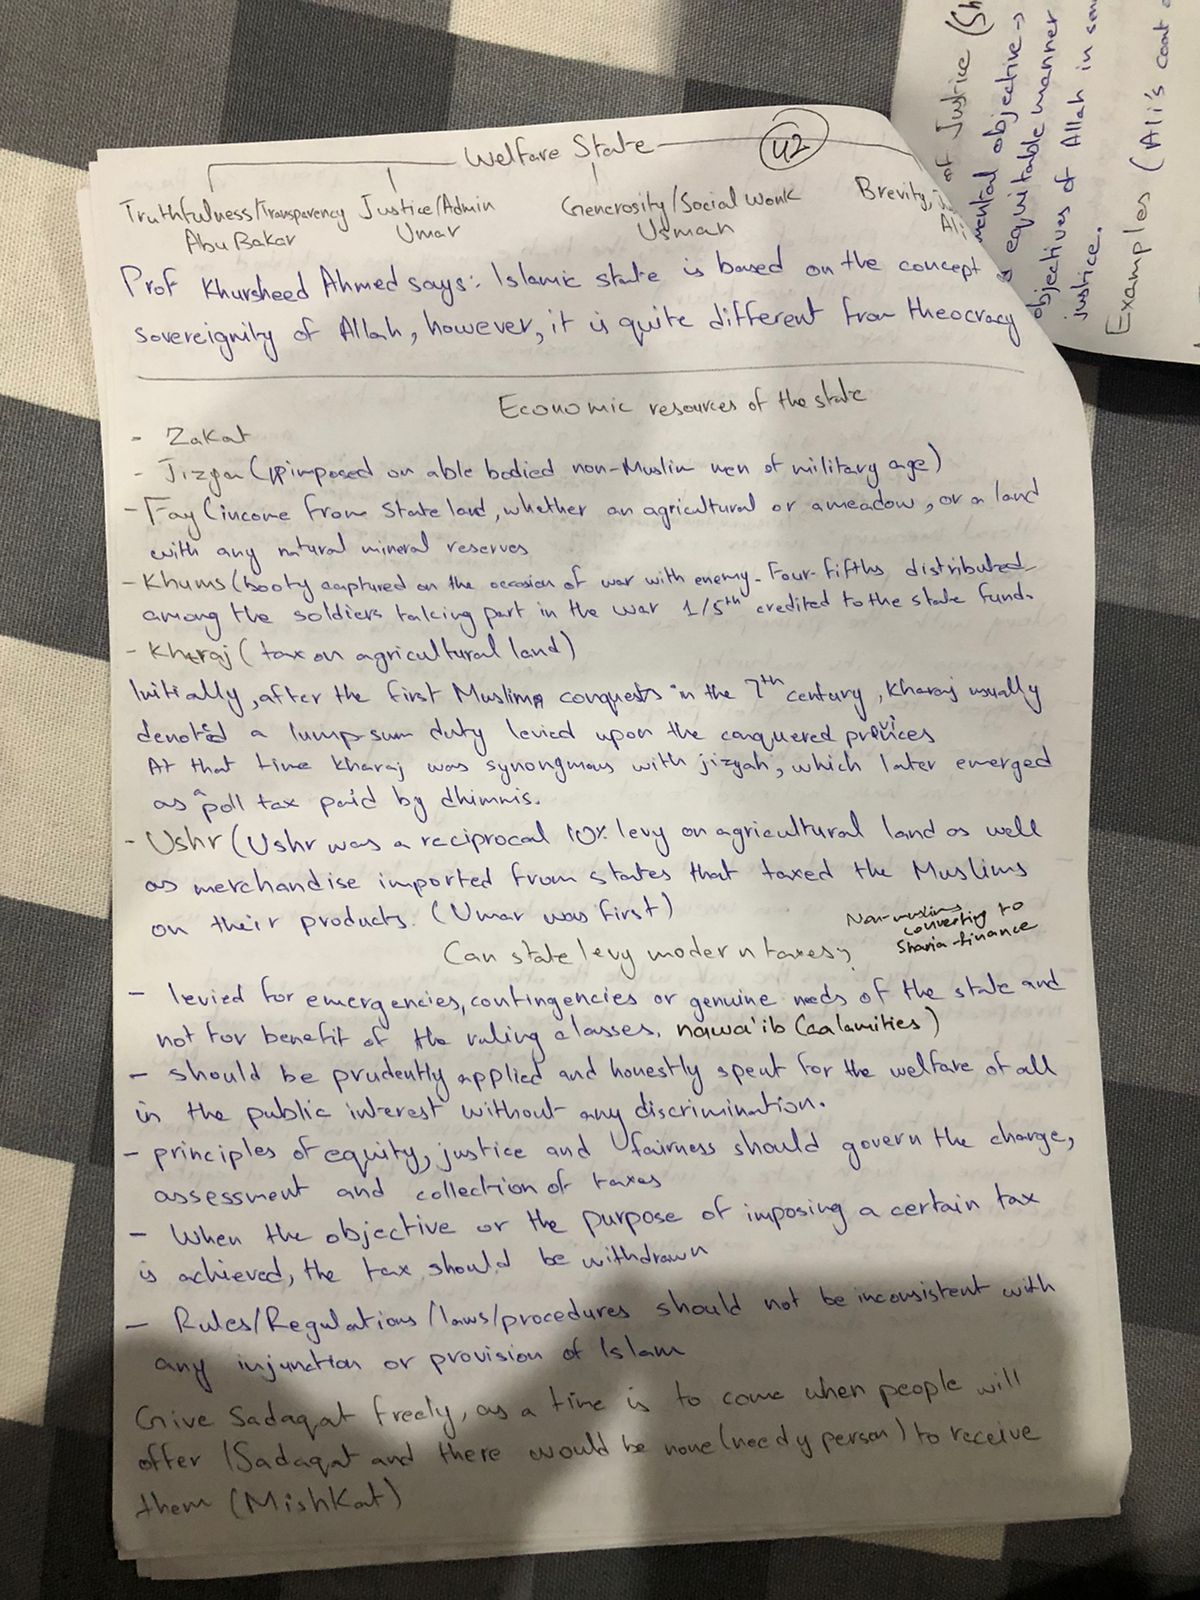 Welfare State
42
Truthfulness/Transparency
Abu Bakar
Justice/Admin
Umar
Generosity/Social Work
Usman
Brevity,
Ali
Prof Khursheed Ahmed says: Islamic state is based on the concept
sovereignity of Allah, however, it is quite different from theocracy
Economic resources of the state
- Zakat
- Jizya (imposed on able bodied non-Muslim men of military age)
- Fay (income from state land, whether an agricultural or a meadow, or a land
with any natural mineral reserves
- Khums (booty captured on the occasion of war with enemy. Four-fifths distributed
among the soldiers taking part in the war 1/5th credited to the state fund.
- Kharaj (tax on agricultural land)
Initially, after the first Muslim conquests in the 7th century, Kharaj usually
denoted a lump-sum duty levied upon the conquered provices
At that time kharaj was synongmous with jizyah, which later emerged
as a poll tax paid by dhimmis.
- Ushr (Ushr was a reciprocal 10% levy on agricultural land as well
as merchandise imported from states that taxed the Muslims
on their products. (Umar was first)
Non-muslims
converting to
Sharia-finance
Can state levy modern taxes?
- levied for emergencies, contingencies or genuine needs of the state and
not for benefit of the ruling classes. nawa'ib (calamities)
- should be prudently applied and honestly spent for the welfare of all
in the public interest without any discrimination.
- principles of equity, justice and fairness should govern the charge,
assessment and collection of taxes
- When the objective or the purpose of imposing a certain tax
is achieved, the tax should be withdrawn
- Rules/Regulations/laws/procedures should not be inconsistent with
any injunction or provision of Islam
Give Sadaqat freely, as a time is to come when people will
offer Sadaqat and there would be none (needy person) to receive
them (Mishkat)
of Justice
mental objective →
equitable manner
objectives of Allah in
justice.
Examples (Ali's coat